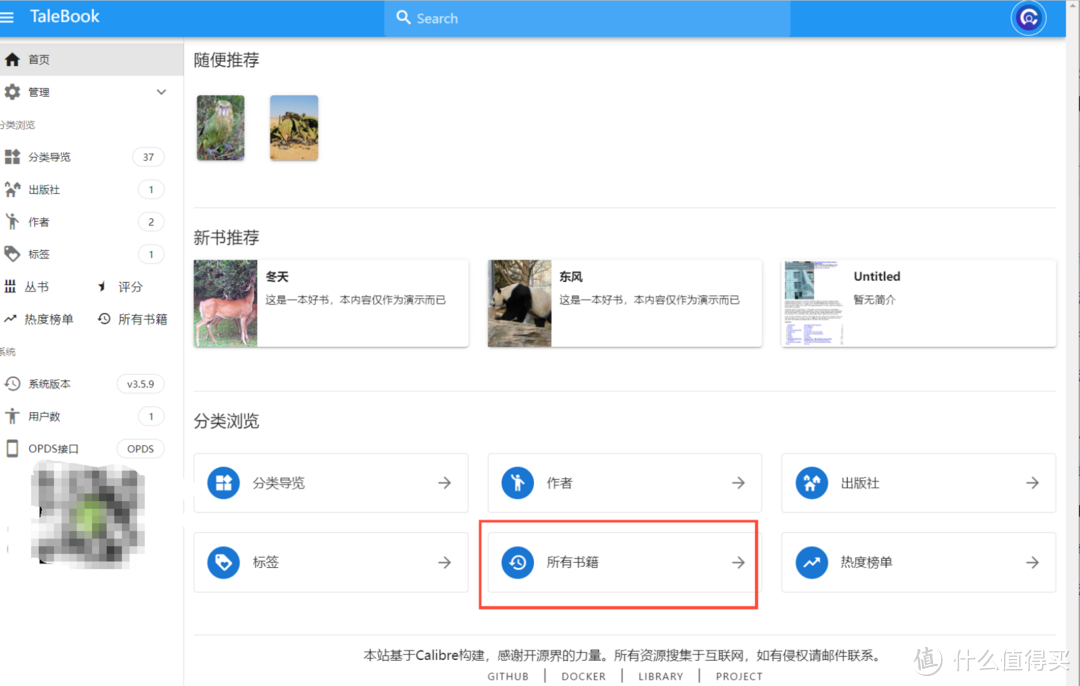 TaleBook
Search
首页
管理
分类浏览
分类导览 37
出版社 1
作者 2
标签 1
丛书 评分
热度榜单 所有书籍
系统
系统版本 v3.5.9
用户数 1
OPDS接口 OPDS
随便推荐
新书推荐
冬天
这是一本好书，本内容仅作为演示而已
东风
这是一本好书，本内容仅作为演示而已
Untitled
暂无简介
分类浏览
分类导览
作者
出版社
标签
所有书籍
热度榜单
本站基于Calibre构建，感谢开源界的力量。所有资源搜集于互联网，如有侵权请邮件联系。
GITHUB | DOCKER | LIBRARY | PROJECT
值 什么值得买